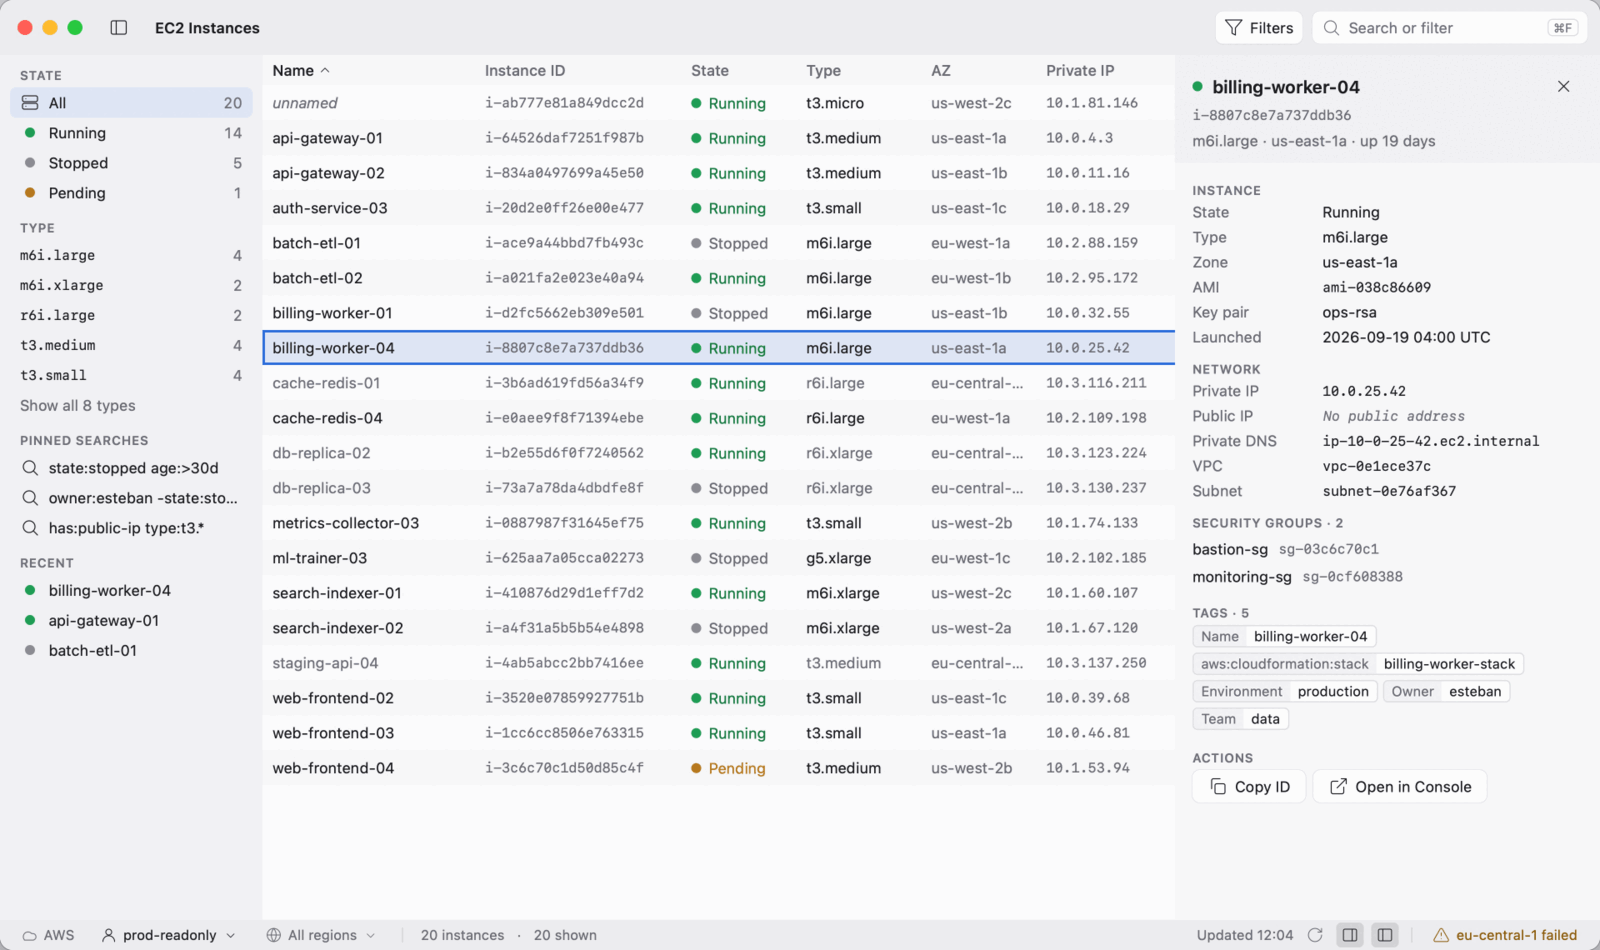 EC2 Instances
Filters
Search or filter
⌘F
STATE
All 20
Running 14
Stopped 5
Pending 1
TYPE
m6i.large 4
m6i.xlarge 2
r6i.large 2
t3.medium 4
t3.small 4
Show all 8 types
PINNED SEARCHES
state:stopped age:>30d
owner:esteban -state:sto...
has:public-ip type:t3.*
RECENT
billing-worker-04
api-gateway-01
batch-etl-01
Name Instance ID State Type AZ Private IP
unnamed i-ab777e81a849dcc2d Running t3.micro us-west-2c 10.1.81.146
api-gateway-01 i-64526daf7251f987b Running t3.medium us-east-1a 10.0.4.3
api-gateway-02 i-834a0497699a45e50 Running t3.medium us-east-1b 10.0.11.16
auth-service-03 i-20d2e0ff26e00e477 Running t3.small us-east-1c 10.0.18.29
batch-etl-01 i-ace9a44bbd7fb493c Stopped m6i.large eu-west-1a 10.2.88.159
batch-etl-02 i-a021fa2e023e40a94 Running m6i.large eu-west-1b 10.2.95.172
billing-worker-01 i-d2fc5662eb309e501 Stopped m6i.large us-east-1b 10.0.32.55
billing-worker-04 i-8807c8e7a737ddb36 Running m6i.large us-east-1a 10.0.25.42
cache-redis-01 i-3b6ad619fd56a34f9 Running r6i.large eu-central-... 10.3.116.211
cache-redis-04 i-e0aee9f8f71394ebe Running r6i.large eu-west-1a 10.2.109.198
db-replica-02 i-b2e55d6f0f7240562 Running r6i.xlarge eu-central-... 10.3.123.224
db-replica-03 i-73a7a78da4dbdfe8f Stopped r6i.xlarge eu-central-... 10.3.130.237
metrics-collector-03 i-0887987f31645ef75 Running t3.small us-west-2b 10.1.74.133
ml-trainer-03 i-625aa7a05cca02273 Stopped g5.xlarge eu-west-1c 10.2.102.185
search-indexer-01 i-410876d29d1eff7d2 Running m6i.xlarge us-west-2c 10.1.60.107
search-indexer-02 i-a4f31a5b5b54e4898 Stopped m6i.xlarge us-west-2a 10.1.67.120
staging-api-04 i-4ab5abcc2bb7416ee Running t3.medium eu-central-... 10.3.137.250
web-frontend-02 i-3520e07859927751b Running t3.small us-east-1c 10.0.39.68
web-frontend-03 i-1cc6cc8506e763315 Running t3.small us-east-1a 10.0.46.81
web-frontend-04 i-3c6c70c1d50d85c4f Pending t3.medium us-west-2b 10.1.53.94
billing-worker-04
i-8807c8e7a737ddb36
m6i.large · us-east-1a · up 19 days
INSTANCE
State Running
Type m6i.large
Zone us-east-1a
AMI ami-038c86609
Key pair ops-rsa
Launched 2026-09-19 04:00 UTC
NETWORK
Private IP 10.0.25.42
Public IP No public address
Private DNS ip-10-0-25-42.ec2.internal
VPC vpc-0e1ece37c
Subnet subnet-0e76af367
SECURITY GROUPS · 2
bastion-sg sg-03c6c70c1
monitoring-sg sg-0cf608388
TAGS · 5
Name billing-worker-04
aws:cloudformation:stack billing-worker-stack
Environment production Owner esteban
Team data
ACTIONS
Copy ID Open in Console
AWS prod-readonly All regions 20 instances · 20 shown Updated 12:04 eu-central-1 failed